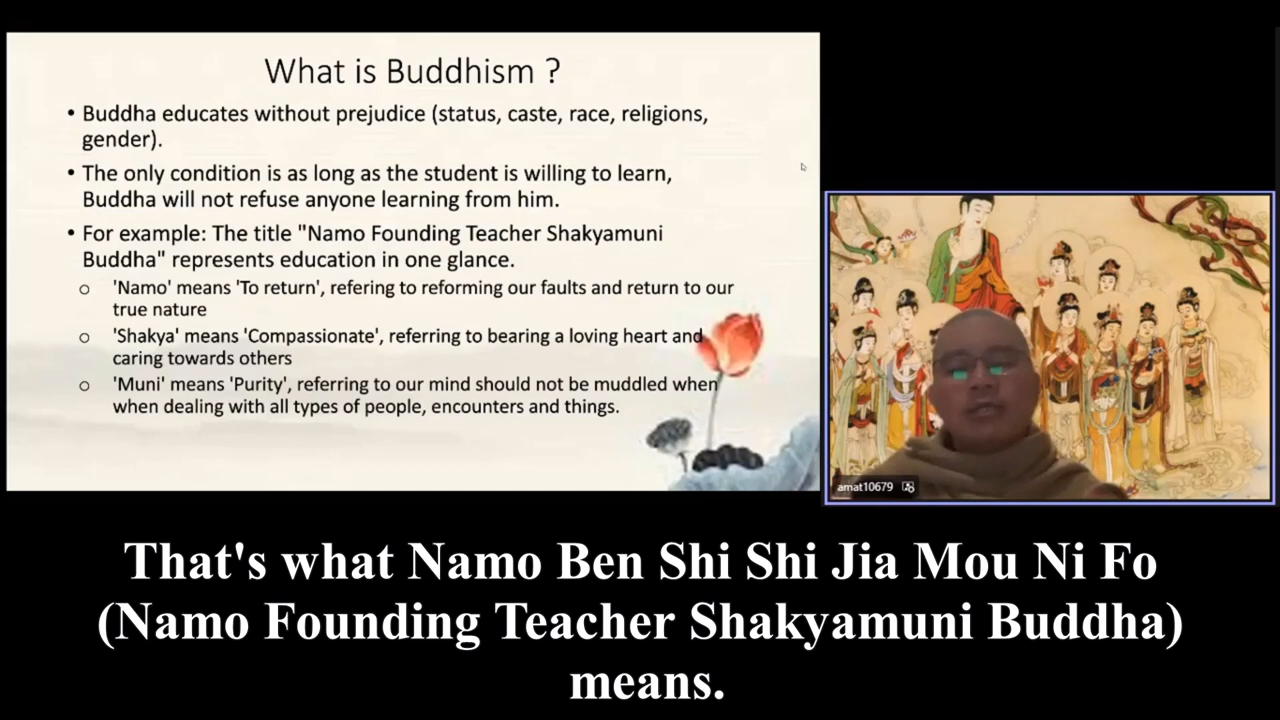 What is Buddhism ?
• Buddha educates without prejudice (status, caste, race, religions,
gender).
• The only condition is as long as the student is willing to learn,
Buddha will not refuse anyone learning from him.
• For example: The title "Namo Founding Teacher Shakyamuni
Buddha" represents education in one glance.
o 'Namo' means 'To return', refering to reforming our faults and return to our
true nature
o 'Shakya' means 'Compassionate', referring to bearing a loving heart and
caring towards others
o 'Muni' means 'Purity', referring to our mind should not be muddled when
when dealing with all types of people, encounters and things.
amat10679
That's what Namo Ben Shi Shi Jia Mou Ni Fo
(Namo Founding Teacher Shakyamuni Buddha)
means.